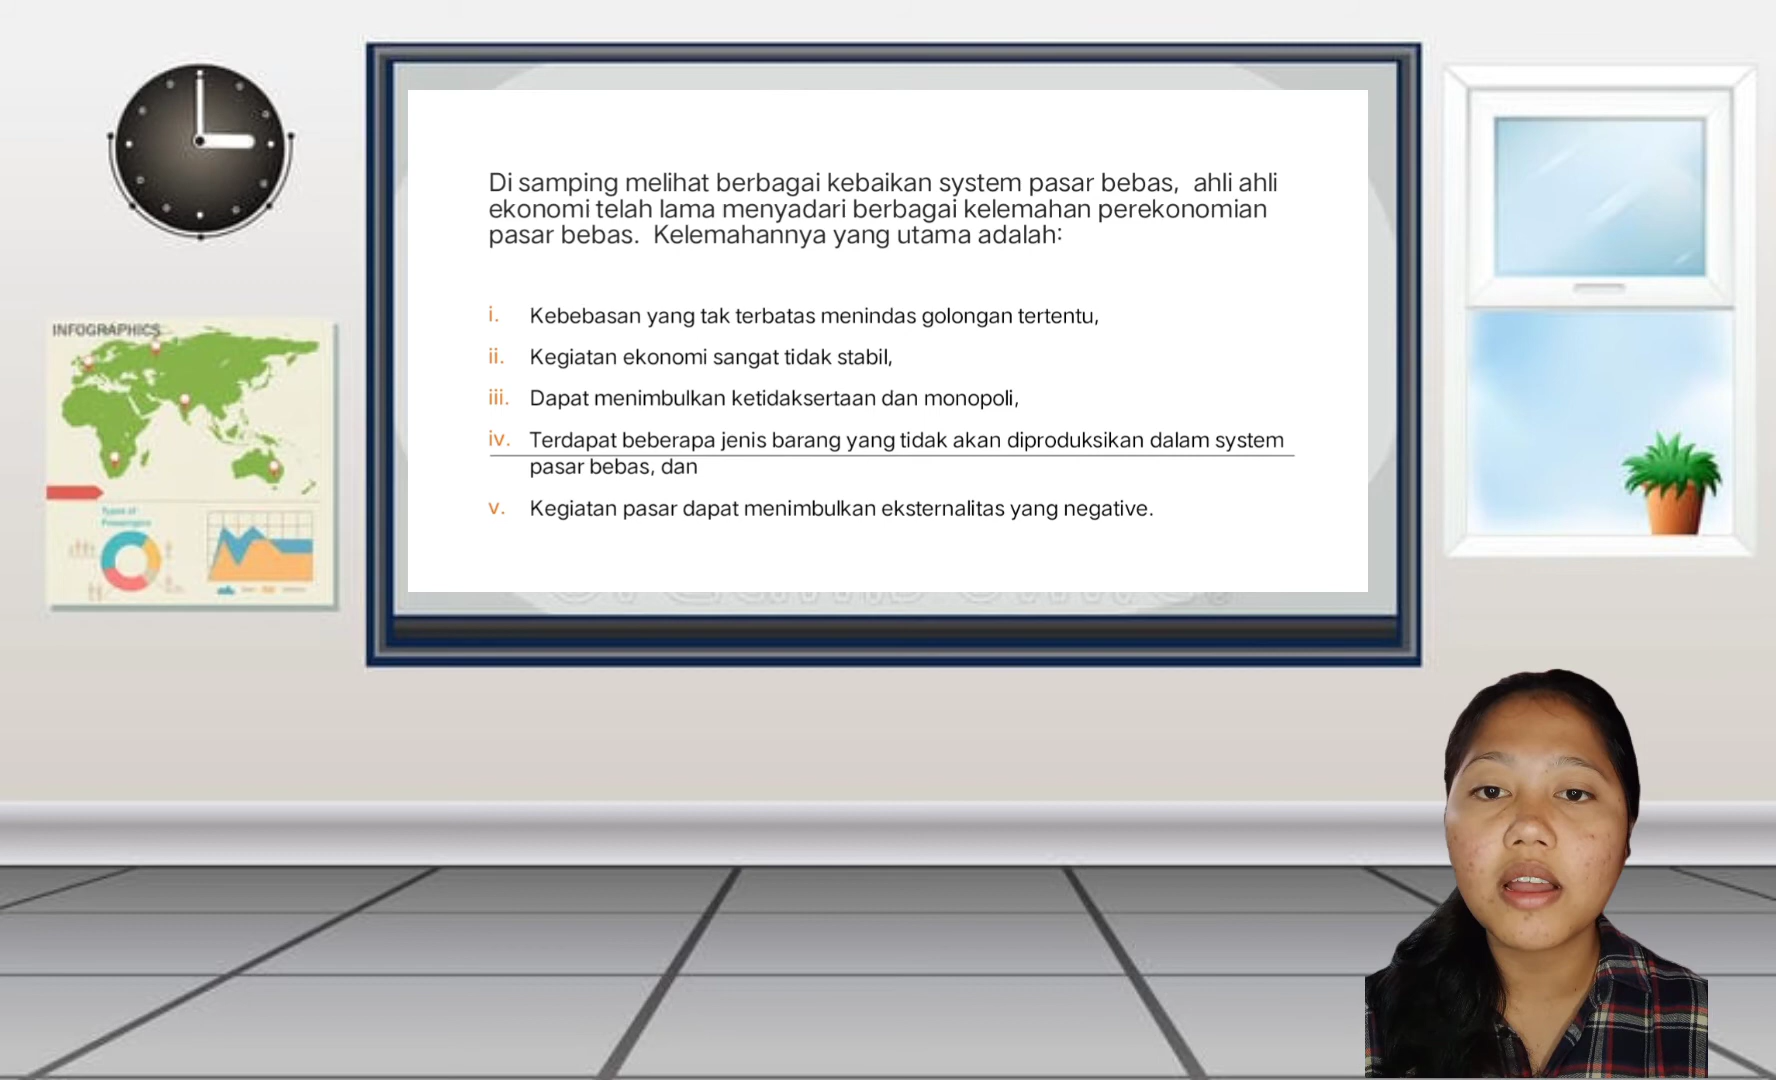 Di samping melihat berbagai kebaikan system pasar bebas, ahli ahli
ekonomi telah lama menyadari berbagai kelemahan perekonomian
pasar bebas. Kelemahannya yang utama adalah:
i. Kebebasan yang tak terbatas menindas golongan tertentu,
ii. Kegiatan ekonomi sangat tidak stabil,
iii. Dapat menimbulkan ketidaksertaan dan monopoli,
iv. Terdapat beberapa jenis barang yang tidak akan diproduksikan dalam system
pasar bebas, dan
v. Kegiatan pasar dapat menimbulkan eksternalitas yang negative.
INFOGRAPHICS
Types of